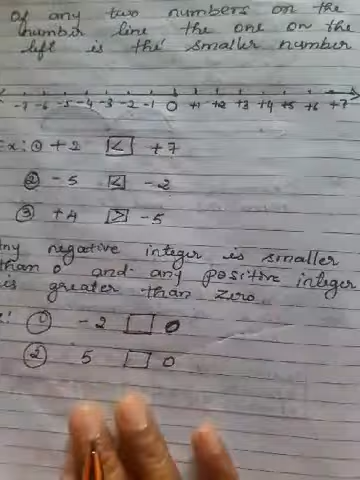 Of any two numbers on the
number line the one on the
left is the smaller number
-7 -6 -5 -4 -3 -2 -1 0 +1 +2 +3 +4 +5 +6 +7
Ex: ① +2 < +7
② -5 < -2
③ +4 > -5
Any negative integer is smaller
than 0 and any positive integer
is greater than zero.
① -2 □ 0
② 5 □ 0